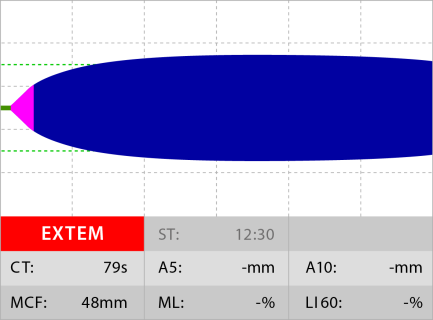 EXTEM ST: 12:30
CT: 79s A5: -mm A10: -mm
MCF: 48mm ML: -% LI60: -%